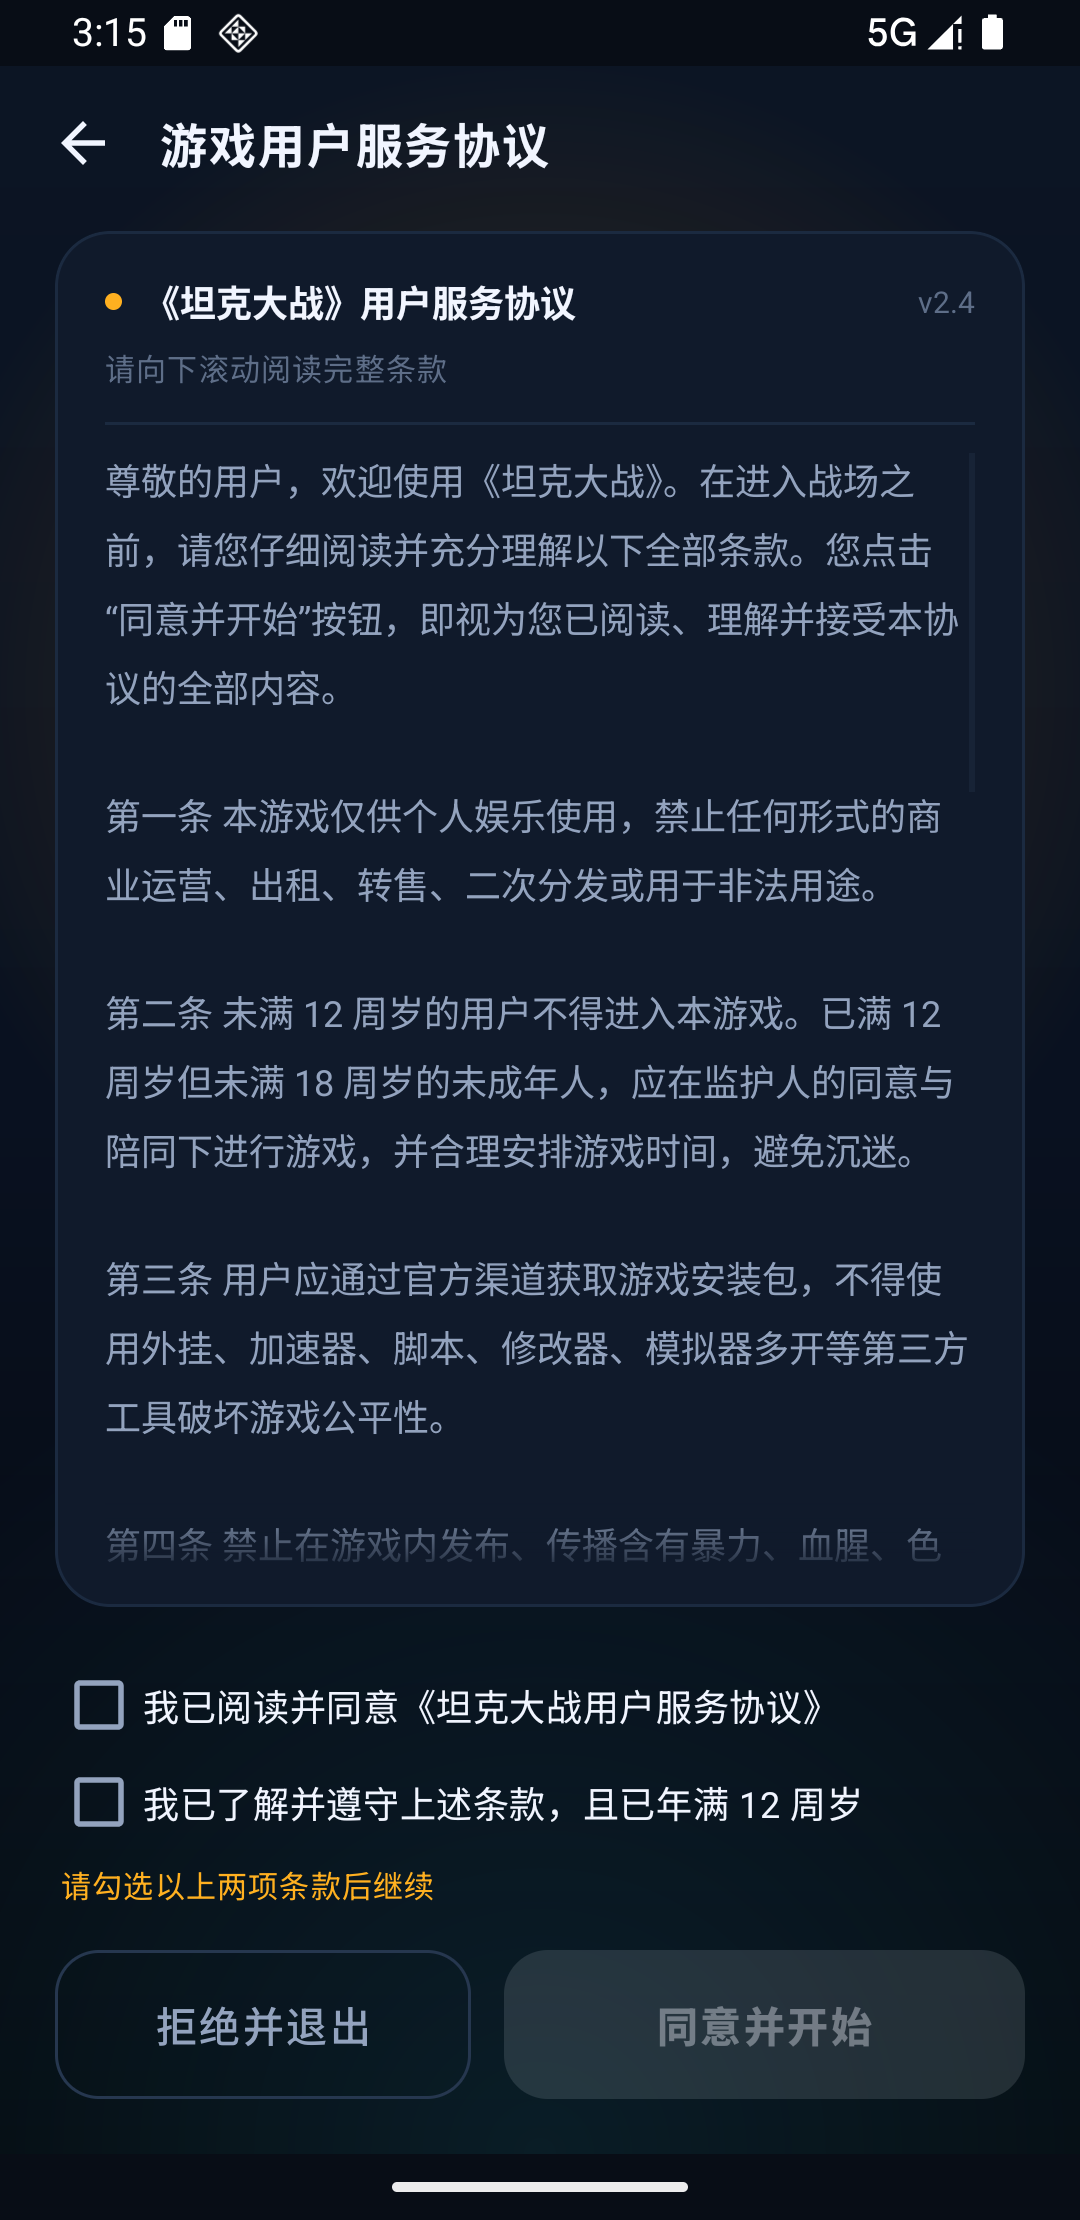 3:15
5G
游戏用户服务协议
《坦克大战》用户服务协议
v2.4
请向下滚动阅读完整条款
尊敬的用户，欢迎使用《坦克大战》。在进入战场之
前，请您仔细阅读并充分理解以下全部条款。您点击
“同意并开始”按钮，即视为您已阅读、理解并接受本协
议的全部内容。
第一条 本游戏仅供个人娱乐使用，禁止任何形式的商
业运营、出租、转售、二次分发或用于非法用途。
第二条 未满 12 周岁的用户不得进入本游戏。已满 12
周岁但未满 18 周岁的未成年人，应在监护人的同意与
陪同下进行游戏，并合理安排游戏时间，避免沉迷。
第三条 用户应通过官方渠道获取游戏安装包，不得使
用外挂、加速器、脚本、修改器、模拟器多开等第三方
工具破坏游戏公平性。
第四条 禁止在游戏内发布、传播含有暴力、血腥、色
我已阅读并同意《坦克大战用户服务协议》
我已了解并遵守上述条款，且已年满 12 周岁
请勾选以上两项条款后继续
拒绝并退出
同意并开始